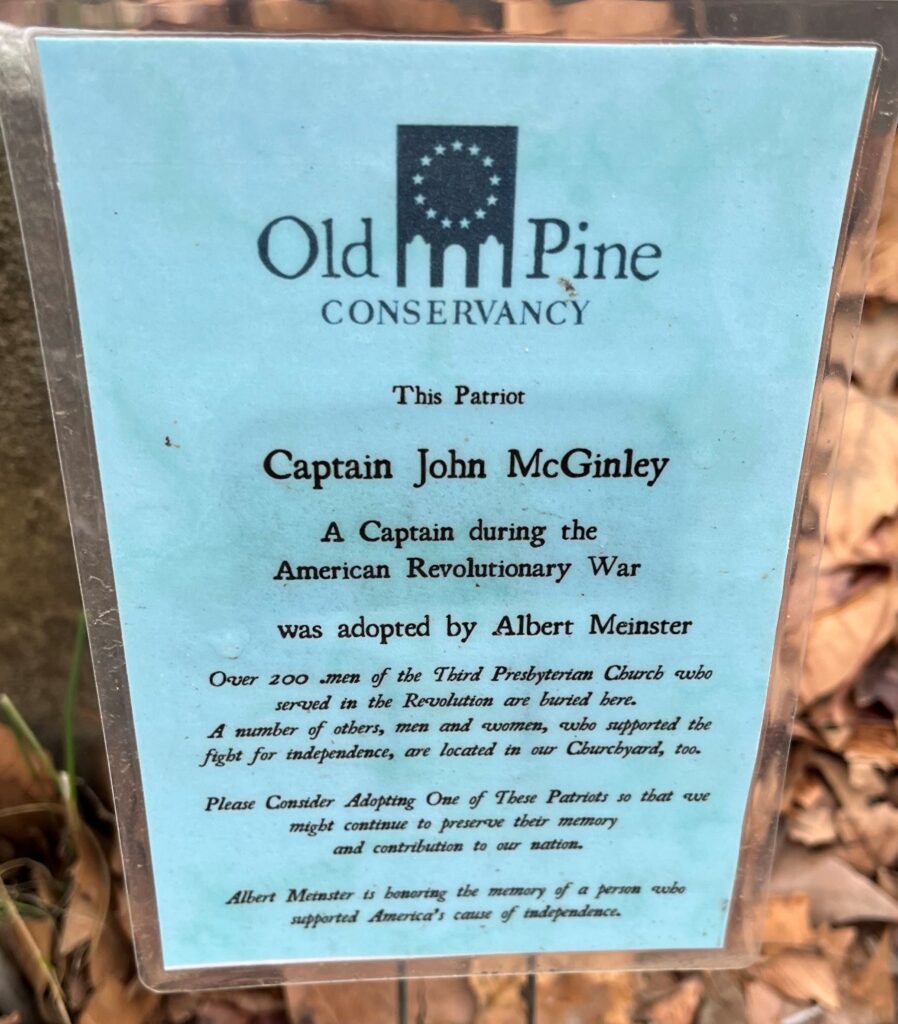 Old Pine
CONSERVANCY
This Patriot
Captain John McGinley
A Captain during the
American Revolutionary War
was adopted by Albert Meinster
Over 200 men of the Third Presbyterian Church who
served in the Revolution are buried here.
A number of others, men and women, who supported the
fight for independence, are located in our Churchyard, too.
Please Consider Adopting One of These Patriots so that we
might continue to preserve their memory
and contribution to our nation.
Albert Meinster is honoring the memory of a person who
supported America's cause of independence.